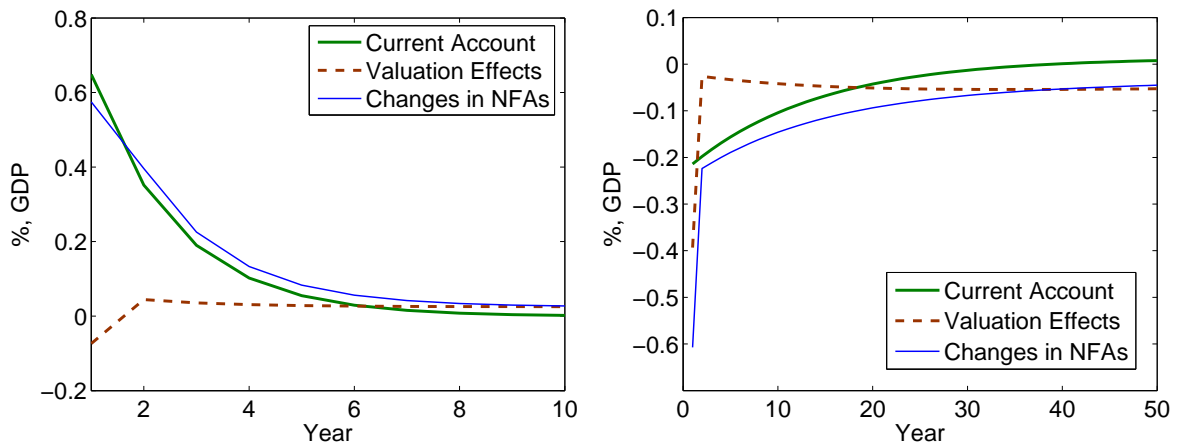 0.8
0.6
0.4
0.2
0
−0.2
%, GDP
2
4
6
8
10
Year
Current Account
Valuation Effects
Changes in NFAs
0.1
0
−0.1
−0.2
−0.3
−0.4
−0.5
−0.6
%, GDP
0
10
20
30
40
50
Year
Current Account
Valuation Effects
Changes in NFAs